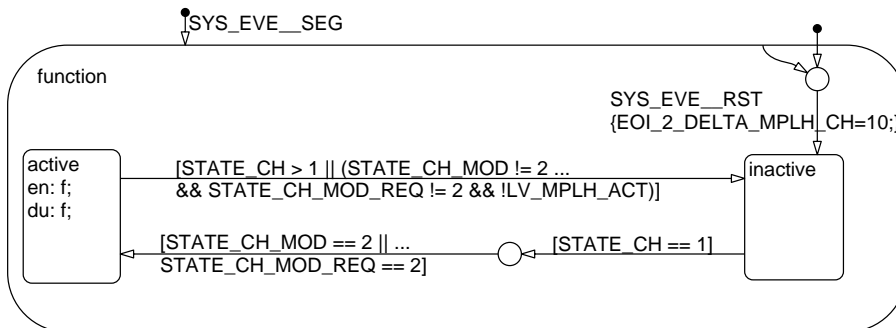 SYS_EVE__SEG
function
SYS_EVE__RST
{EOI_2_DELTA_MPLH_CH=10;}
active
en: f;
du: f;
[STATE_CH > 1 || (STATE_CH_MOD != 2 ...
&& STATE_CH_MOD_REQ != 2 && !LV_MPLH_ACT)]
inactive
[STATE_CH_MOD == 2 || ...
STATE_CH_MOD_REQ == 2]
[STATE_CH == 1]